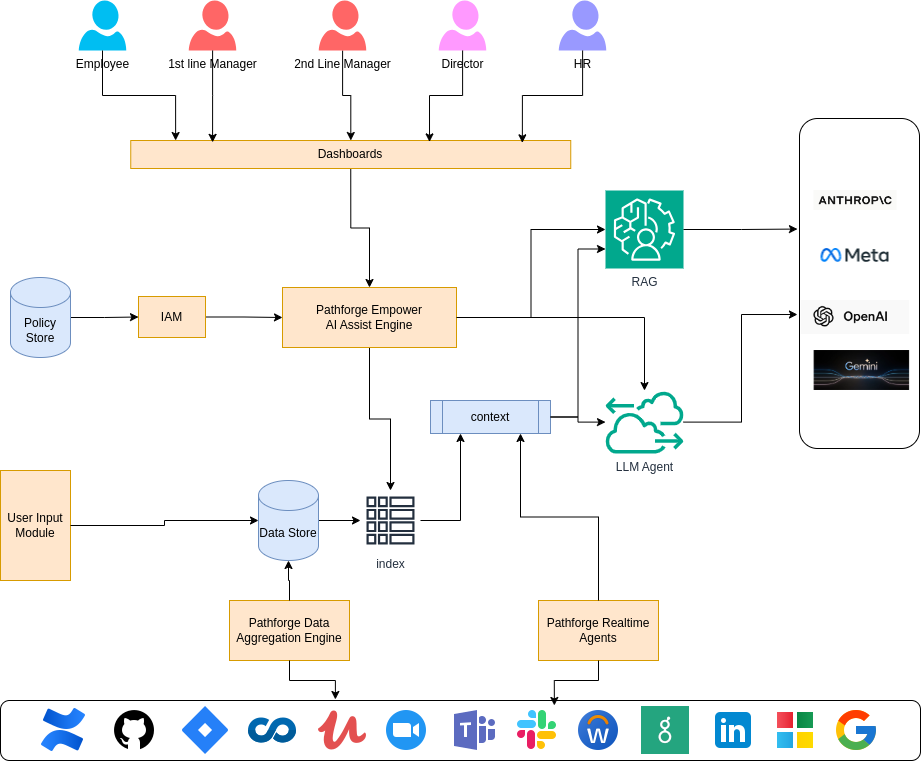 Employee
1st line Manager
2nd Line Manager
Director
HR
Dashboards
ANTHROP\C
Meta
OpenAI
Gemini
RAG
Policy
Store
IAM
Pathforge Empower
AI Assist Engine
context
LLM Agent
User Input
Module
Data Store
index
Pathforge Data
Aggregation Engine
Pathforge Realtime
Agents
T
W
g
in